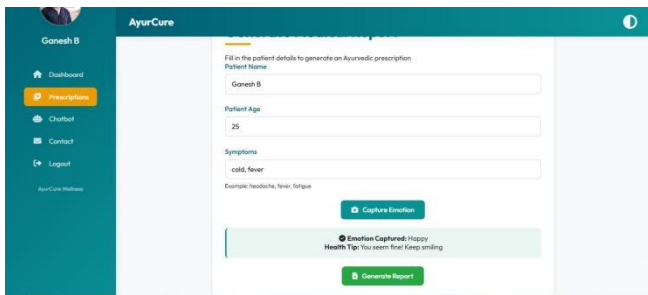 AyurCure
Ganesh B
Dashboard
Prescriptions
Chatbot
Contact
Logout
AyurCure Wellness
Fill in the patient details to generate an Ayurvedic prescription
Patient Name
Ganesh B
Patient Age
25
Symptoms
cold, fever
Example: headache, fever, fatigue
Capture Emotion
Emotion Captured: Happy
Health Tip: You seem fine! Keep smiling
Generate Report